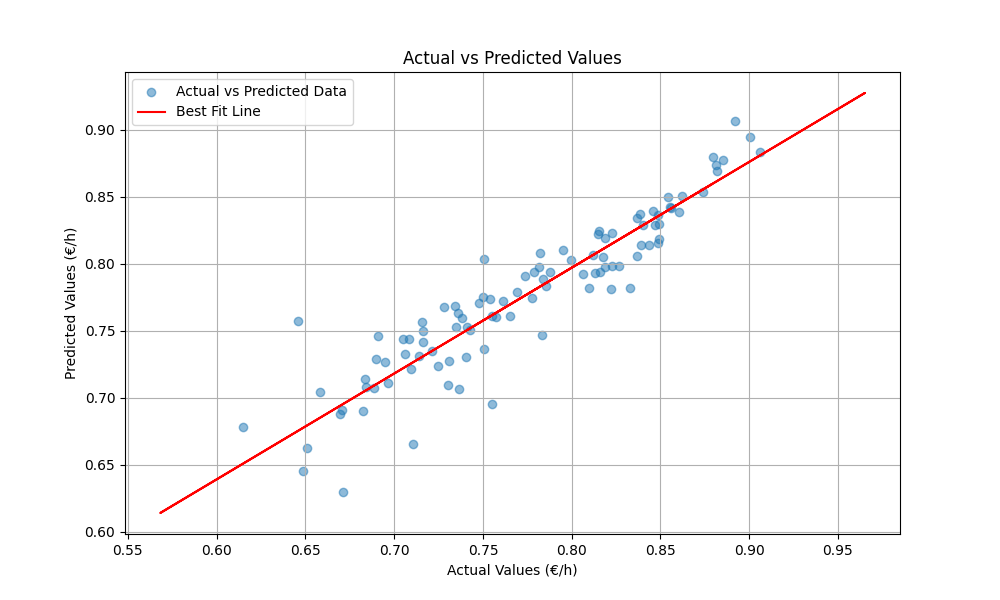 Actual vs Predicted Values
Actual vs Predicted Data
Best Fit Line
Predicted Values (€/h)
0.90
0.85
0.80
0.75
0.70
0.65
0.60
0.55 0.60 0.65 0.70 0.75 0.80 0.85 0.90 0.95
Actual Values (€/h)